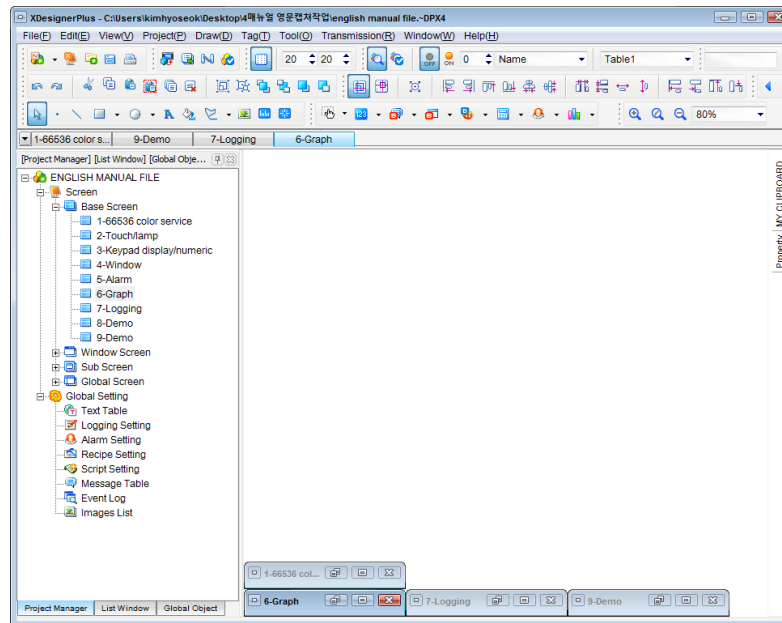 XDesignerPlus - C:\Users\kimhyoseok\Desktop\4매뉴얼 영문캡쳐작업\english manual file.~DPX4
File(F) Edit(E) View(V) Project(P) Draw(D) Tag(T) Tool(O) Transmission(R) Window(W) Help(H)
20 20 OFF ON 0 Name Table1
A 123 80%
1-66536 color s... 9-Demo 7-Logging 6-Graph
[Project Manager] [List Window] [Global Obje...
ENGLISH MANUAL FILE
Screen
Base Screen
1-66536 color service
2-Touch/lamp
3-Keypad display/numeric
4-Window
5-Alarm
6-Graph
7-Logging
8-Demo
9-Demo
Window Screen
Sub Screen
Global Screen
Global Setting
Text Table
Logging Setting
Alarm Setting
Recipe Setting
Script Setting
Message Table
Event Log
Images List
MY CLIPBOARD
Property
1-66536 col...
6-Graph 7-Logging 9-Demo
Project Manager List Window Global Object